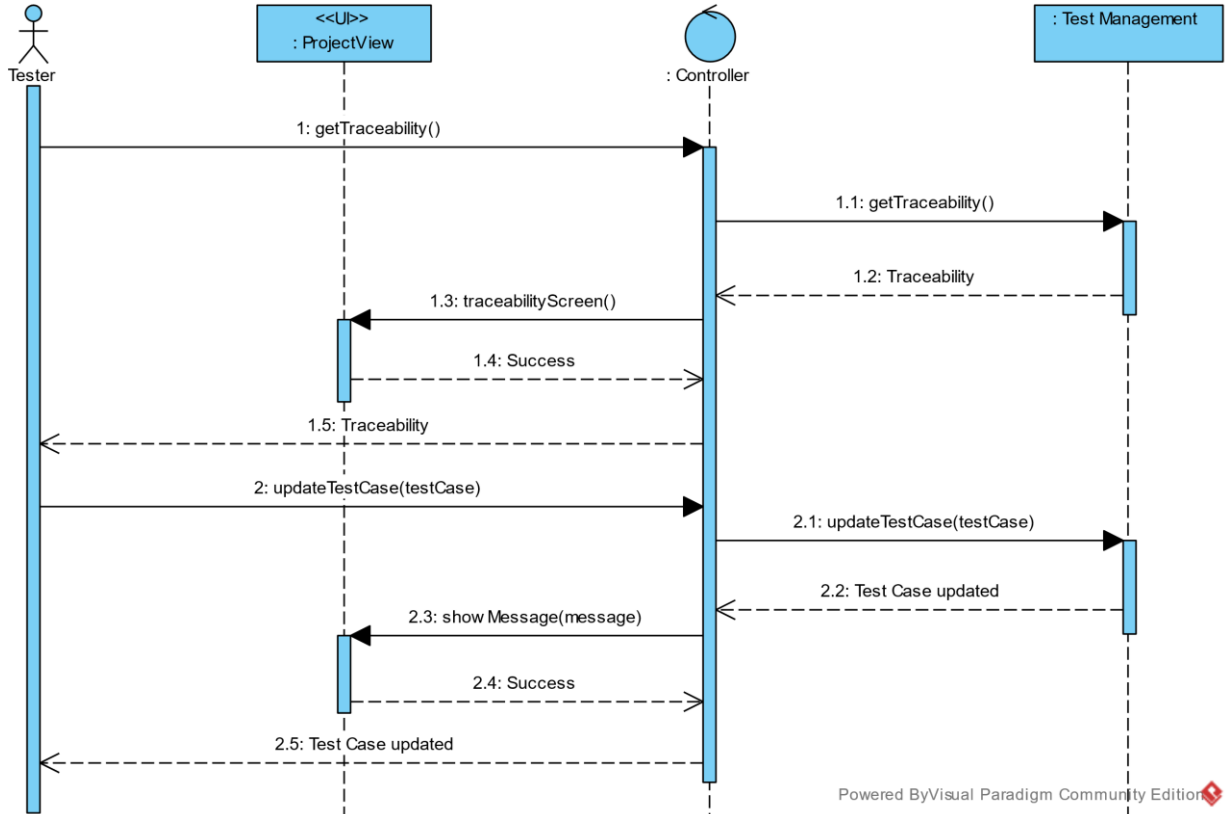 <<UI>>
: ProjectView
: Test Management
Tester
: Controller
1: getTraceability()
1.1: getTraceability()
1.2: Traceability
1.3: traceabilityScreen()
1.4: Success
1.5: Traceability
2: updateTestCase(testCase)
2.1: updateTestCase(testCase)
2.2: Test Case updated
2.3: show Message(message)
2.4: Success
2.5: Test Case updated
Powered ByVisual Paradigm Community Edition